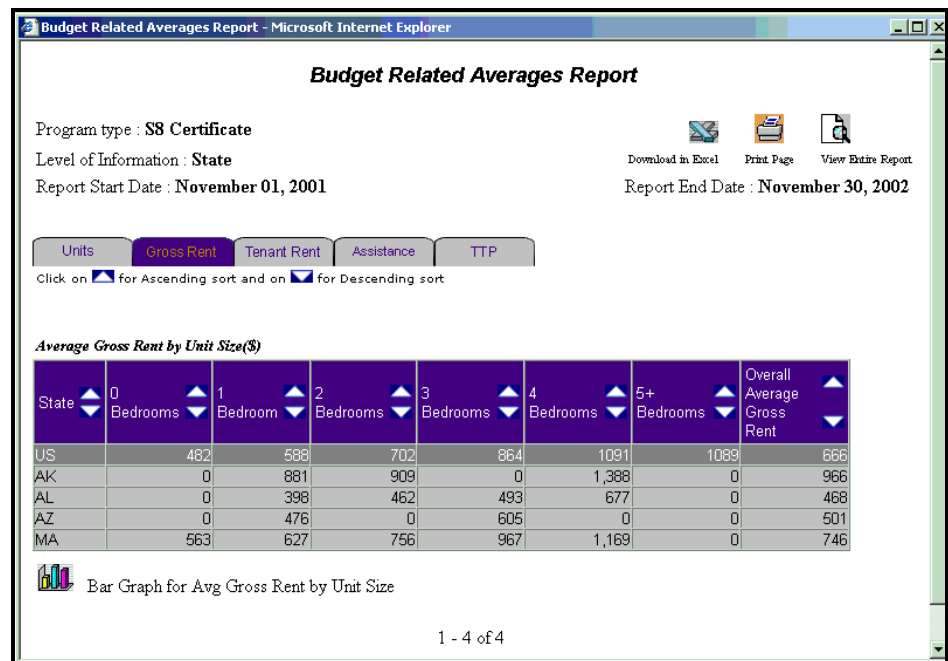 Budget Related Averages Report - Microsoft Internet Explorer
Budget Related Averages Report
Program type : S8 Certificate
Level of Information : State
Download in Excel Print Page View Entire Report
Report Start Date : November 01, 2001 Report End Date : November 30, 2002
Units Gross Rent Tenant Rent Assistance TTP
Click on for Ascending sort and on for Descending sort
Average Gross Rent by Unit Size($)
State 0 Bedrooms 1 Bedroom 2 Bedrooms 3 Bedrooms 4 Bedrooms 5+ Bedrooms Overall Average Gross Rent
US 482 588 702 864 1091 1089 666
AK 0 881 909 0 1,388 0 966
AL 0 398 462 493 677 0 468
AZ 0 476 0 605 0 0 501
MA 563 627 756 967 1,169 0 746
Bar Graph for Avg Gross Rent by Unit Size
1 - 4 of 4